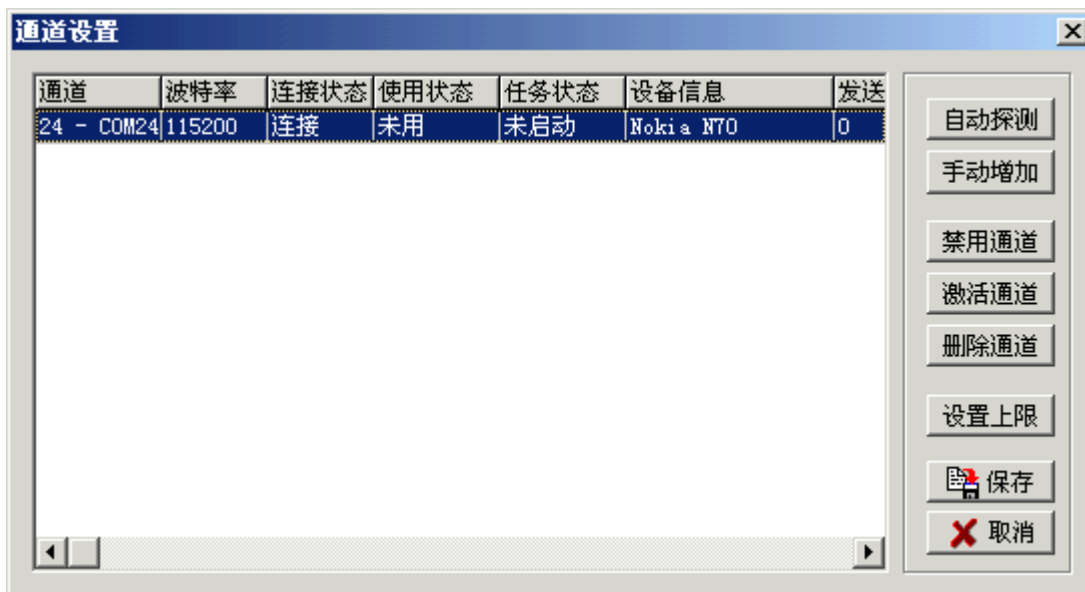 通道设置
通道 波特率 连接状态 使用状态 任务状态 设备信息 发送
24 - COM24 115200 连接 未用 未启动 Nokia N70 0
自动探测
手动增加
禁用通道
激活通道
删除通道
设置上限
保存
取消